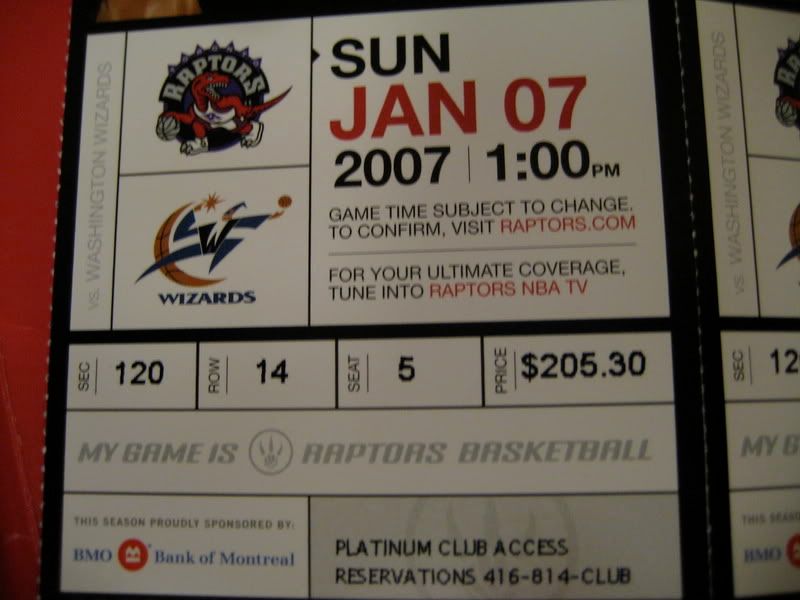 vs. WASHINGTON WIZARDS
RAPTORS
W
WIZARDS
SUN
JAN 07
2007 | 1:00PM
GAME TIME SUBJECT TO CHANGE.
TO CONFIRM, VISIT RAPTORS.COM
FOR YOUR ULTIMATE COVERAGE,
TUNE INTO RAPTORS NBA TV
SEC 120 ROW 14 SEAT 5 PRICE $205.30
MY GAME IS RAPTORS BASKETBALL
THIS SEASON PROUDLY SPONSORED BY:
BMO Bank of Montreal
PLATINUM CLUB ACCESS
RESERVATIONS 416-814-CLUB
vs. WASHINGTON WIZARDS
SEC 12
MY G
THIS SEASON
BMO